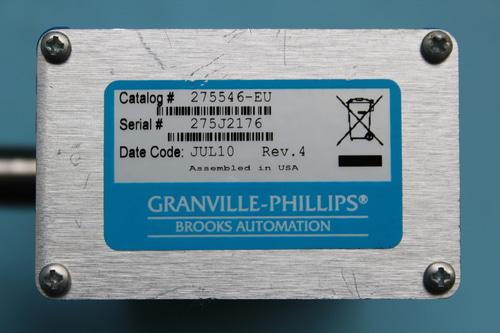 Catalog # 275546-EU
Serial # 275J2176
Date Code: JUL10 Rev.4
Assembled in USA
GRANVILLE-PHILLIPS®
BROOKS AUTOMATION